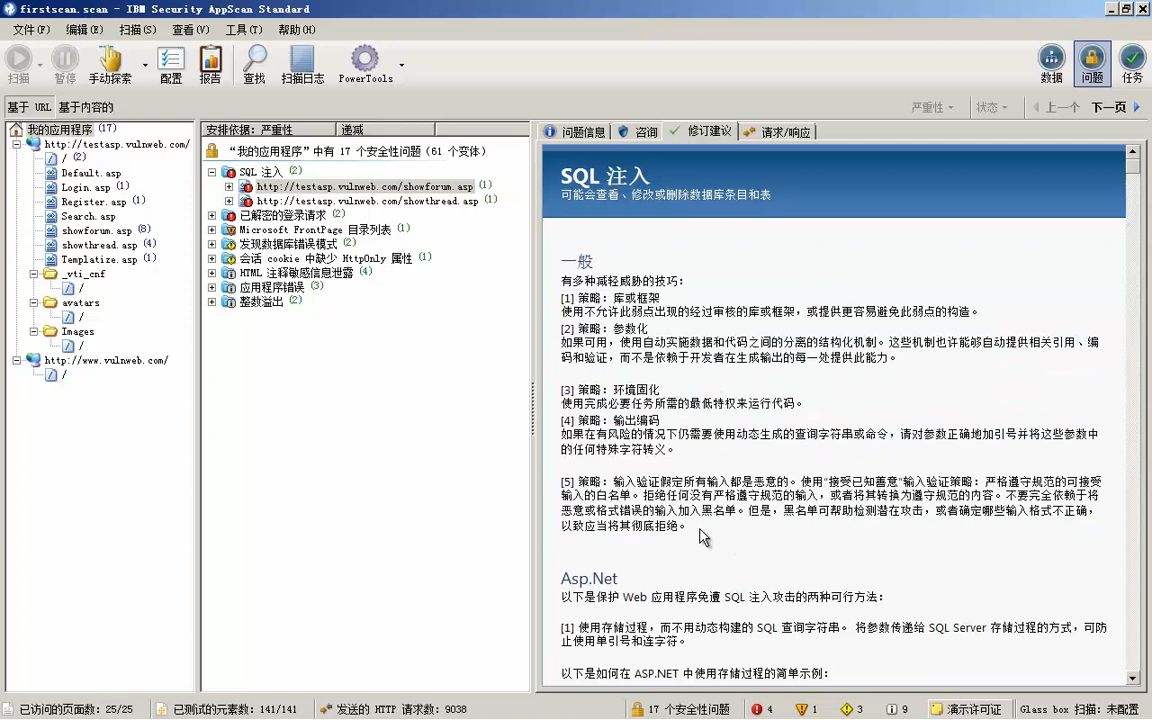 firstscan.scan - IBM Security AppScan Standard
文件(F) 编辑(E) 扫描(S) 查看(V) 工具(T) 帮助(H)
扫描 暂停 手动探索 配置 报告 查找 扫描日志 PowerTools 数据 问题 任务
基于 URL 基于内容的 严重性 状态 上一个 下一页
我的应用程序 (17)
http://testasp.vulnweb.com/
/ (2)
Default.asp
Login.asp (1)
Register.asp (1)
Search.asp
showforum.asp (8)
showthread.asp (4)
Templatize.asp (1)
_vti_cnf
/
avatars
/
Images
/
http://www.vulnweb.com/
/
安排依据: 严重性 递减
“我的应用程序”中有 17 个安全性问题(61 个变体)
SQL 注入 (2)
http://testasp.vulnweb.com/showforum.asp (1)
http://testasp.vulnweb.com/showthread.asp (1)
已解密的登录请求 (2)
Microsoft FrontPage 目录列表 (1)
发现数据库错误模式 (2)
会话 cookie 中缺少 HttpOnly 属性 (1)
HTML 注释敏感信息泄露 (4)
应用程序错误 (3)
整数溢出 (2)
问题信息 咨询 修订建议 请求/响应
SQL 注入
可能会查看、修改或删除数据库条目和表
一般
有多种减轻威胁的技巧:
[1] 策略: 库或框架
使用不允许此弱点出现的经过审核的库或框架, 或提供更容易避免此弱点的构造。
[2] 策略: 参数化
如果可用, 使用自动实施数据和代码之间的分离的结构化机制。这些机制也许能够自动提供相关引用、编
码和验证, 而不是依赖于开发者在生成输出的每一处提供此能力。
[3] 策略: 环境固化
使用完成必要任务所需的最低特权来运行代码。
[4] 策略: 输出编码
如果在有风险的情况下仍需要使用动态生成的查询字符串或命令, 请对参数正确地加引号并将这些参数中
的任何特殊字符转义。
[5] 策略: 输入验证假定所有输入都是恶意的。使用“接受已知善意”输入验证策略: 严格遵守规范的可接受
输入的白名单。拒绝任何没有严格遵守规范的输入, 或者将其转换为遵守规范的内容。不要完全依赖于将
恶意或格式错误的输入加入黑名单。但是, 黑名单可帮助检测潜在攻击, 或者确定哪些输入格式不正确,
以致应当将其彻底拒绝。
Asp.Net
以下是保护 Web 应用程序免遭 SQL 注入攻击的两种可行方法:
[1] 使用存储过程, 而不用动态构建的 SQL 查询字符串。 将参数传递给 SQL Server 存储过程的方式, 可防
止使用单引号和连字符。
以下是如何在 ASP.NET 中使用存储过程的简单示例:
已访问的页面数: 25/25 已测试的元素数: 141/141 发送的 HTTP 请求数: 9038 17 个安全性问题 4 1 3 9 演示许可证 Glass box 扫描: 未配置